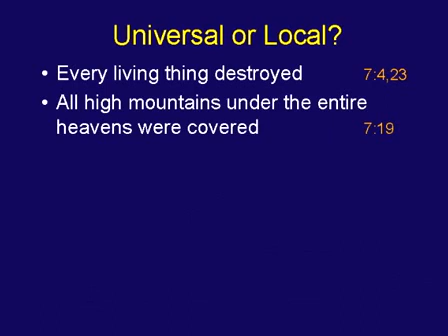 Universal or Local?
• Every living thing destroyed 7:4,23
• All high mountains under the entire
heavens were covered 7:19